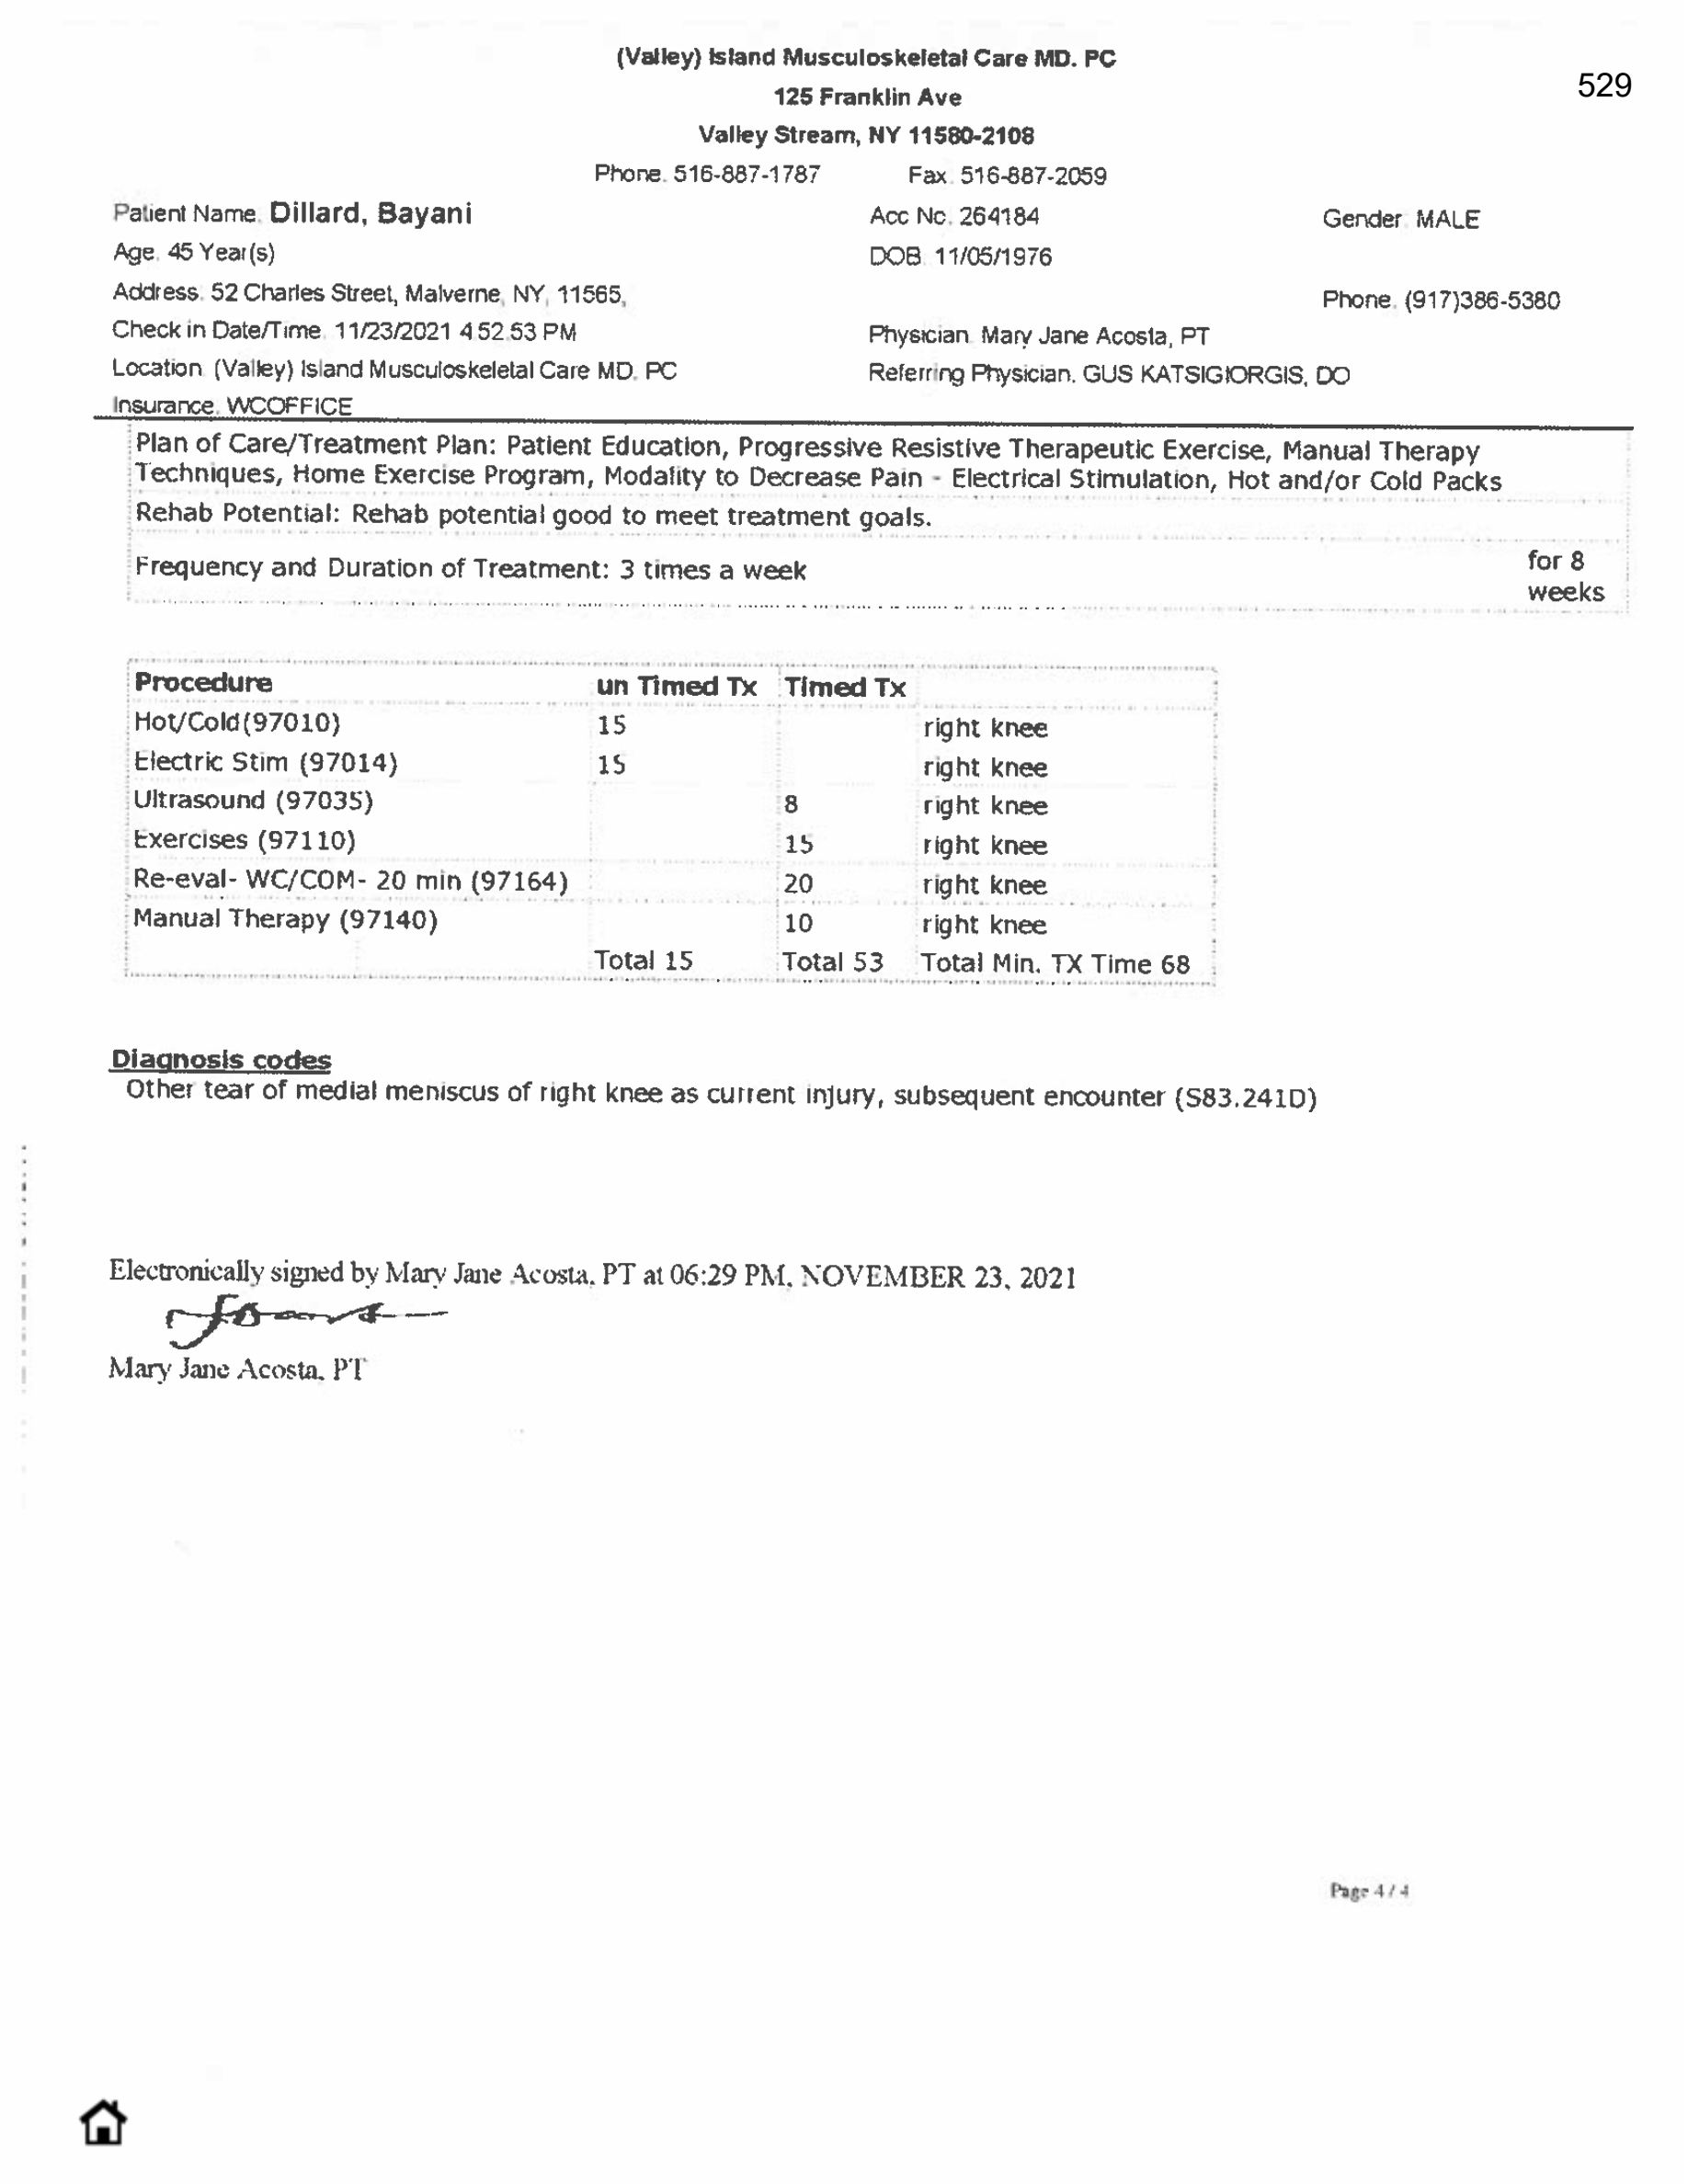 (Valley) Island Musculoskeletal Care MD. PC
529
125 Franklin Ave
Valley Stream, NY 11580-2108
Phone. 516-887-1787 Fax. 516-887-2059
Patient Name. Dillard, Bayani Acc No. 264184 Gender. MALE
Age. 45 Year(s) DOB. 11/05/1976
Address. 52 Charles Street, Malverne, NY, 11565, Phone. (917)386-5380
Check in Date/Time. 11/23/2021 4.52.53 PM Physician. Mary Jane Acosta, PT
Location. (Valley) Island Musculoskeletal Care MD. PC Referring Physician. GUS KATSIGIORGIS, DO
Insurance. WCOFFICE
Plan of Care/Treatment Plan: Patient Education, Progressive Resistive Therapeutic Exercise, Manual Therapy
Techniques, Home Exercise Program, Modality to Decrease Pain - Electrical Stimulation, Hot and/or Cold Packs
Rehab Potential: Rehab potential good to meet treatment goals.
Frequency and Duration of Treatment: 3 times a week for 8
weeks
Procedure un Timed Tx Timed Tx
Hot/Cold(97010) 15 right knee
Electric Stim (97014) 15 right knee
Ultrasound (97035) 8 right knee
Exercises (97110) 15 right knee
Re-eval- WC/COM- 20 min (97164) 20 right knee
Manual Therapy (97140) 10 right knee
Total 15 Total 53 Total Min. TX Time 68
Diagnosis codes
Other tear of medial meniscus of right knee as current injury, subsequent encounter (S83.241D)
Electronically signed by Mary Jane Acosta, PT at 06:29 PM, NOVEMBER 23, 2021
Mary Jane Acosta, PT
Page 4 / 4